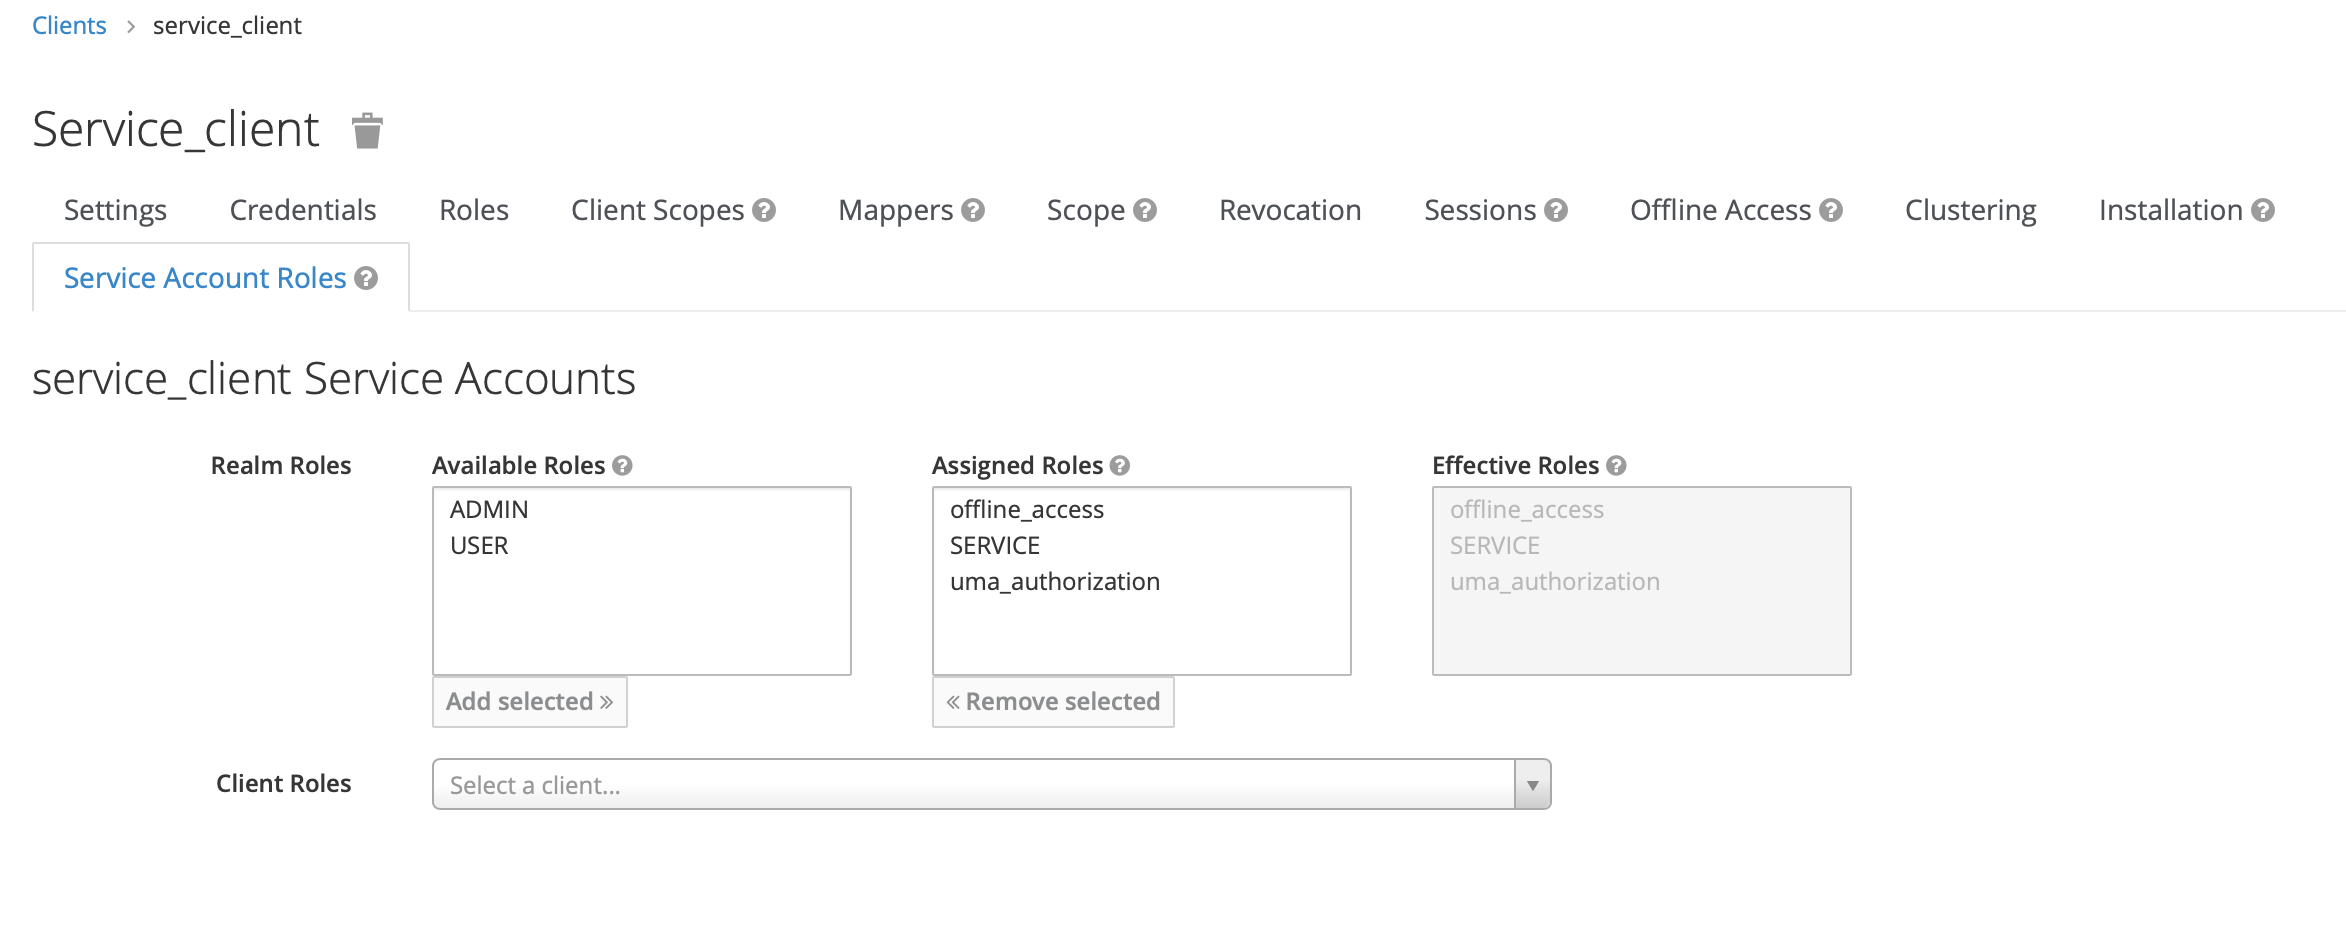 Clients > service_client
Service_client
Settings Credentials Roles Client Scopes ? Mappers ? Scope ? Revocation Sessions ? Offline Access ? Clustering Installation ?
Service Account Roles ?
service_client Service Accounts
Realm Roles Available Roles ? Assigned Roles ? Effective Roles ?
ADMIN offline_access offline_access
USER SERVICE SERVICE
uma_authorization uma_authorization
Add selected » « Remove selected
Client Roles Select a client...